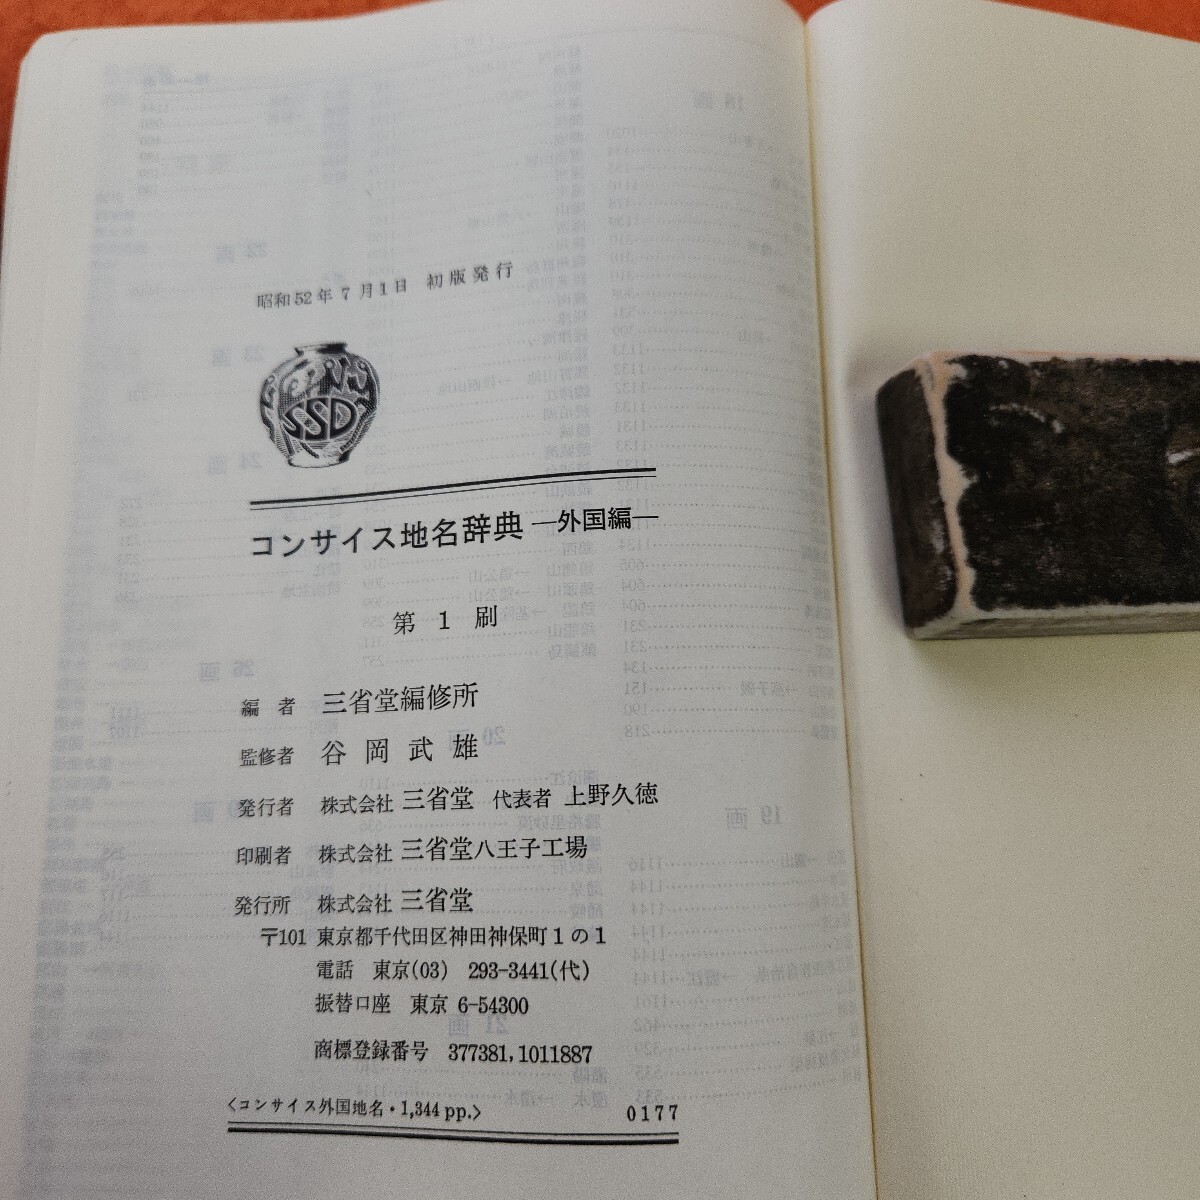 昭和52年7月1日 初版発行
SSD
コンサイス地名辞典 —外国編—
第 1 刷
編者 三省堂編修所
監修者 谷岡武雄
発行者 株式会社 三省堂 代表者 上野久徳
印刷者 株式会社 三省堂八王子工場
発行所 株式会社 三省堂
〒101 東京都千代田区神田神保町1の1
電話 東京(03) 293-3441(代)
振替口座 東京 6-54300
商標登録番号 377381,1011887
〈コンサイス外国地名・1,344 pp.〉 0177